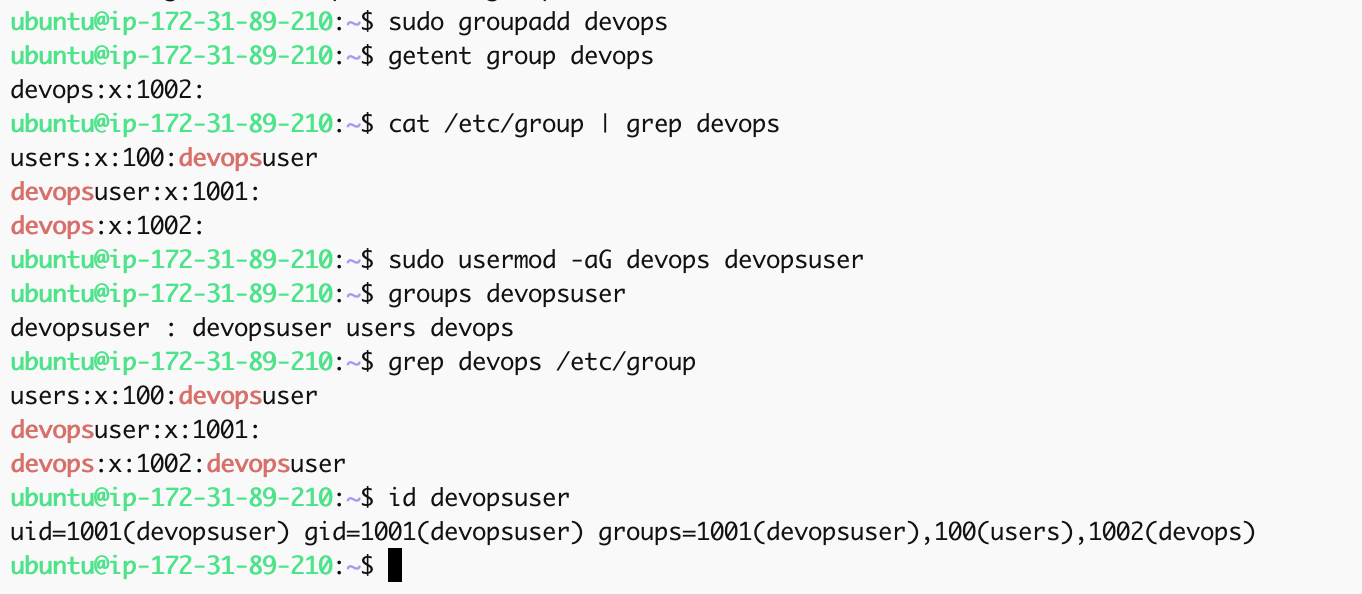 ubuntu@ip-172-31-89-210:~$ sudo groupadd devops
ubuntu@ip-172-31-89-210:~$ getent group devops
devops:x:1002:
ubuntu@ip-172-31-89-210:~$ cat /etc/group | grep devops
users:x:100:devopsuser
devopsuser:x:1001:
devops:x:1002:
ubuntu@ip-172-31-89-210:~$ sudo usermod -aG devops devopsuser
ubuntu@ip-172-31-89-210:~$ groups devopsuser
devopsuser : devopsuser users devops
ubuntu@ip-172-31-89-210:~$ grep devops /etc/group
users:x:100:devopsuser
devopsuser:x:1001:
devops:x:1002:devopsuser
ubuntu@ip-172-31-89-210:~$ id devopsuser
uid=1001(devopsuser) gid=1001(devopsuser) groups=1001(devopsuser),100(users),1002(devops)
ubuntu@ip-172-31-89-210:~$